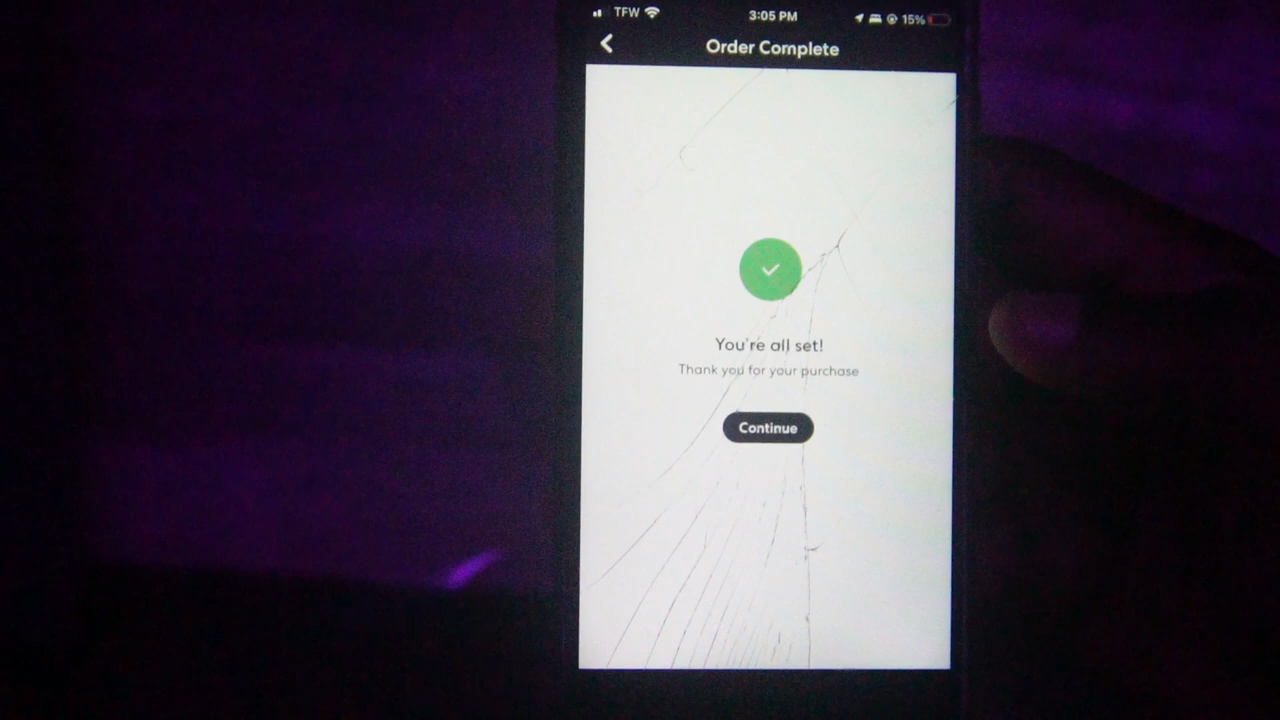 TFW 3:05 PM 15%
Order Complete
You're all set!
Thank you for your purchase
Continue